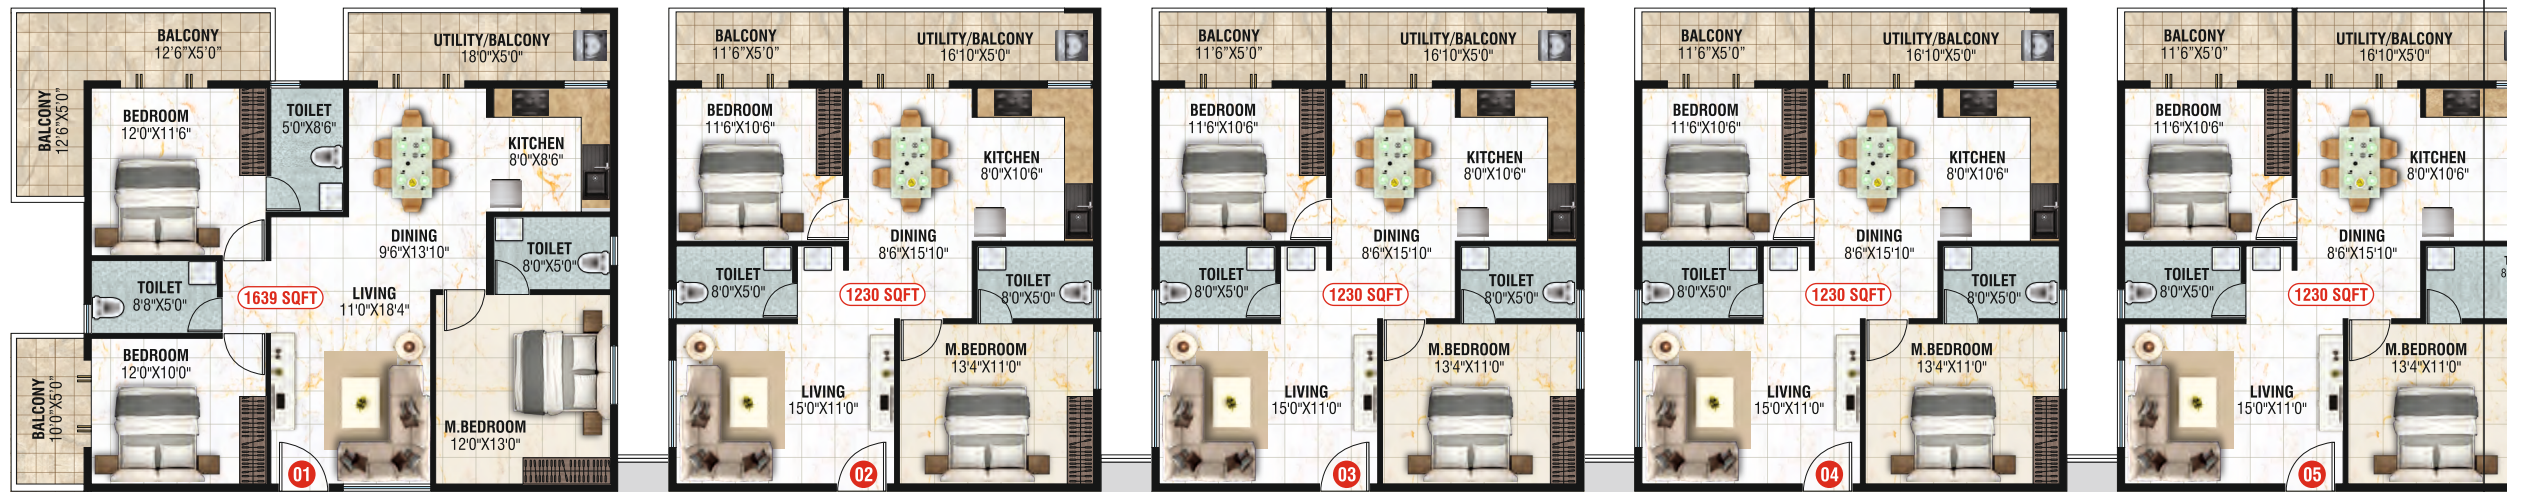 BALCONY
12'6"X5'0"
BALCONY
12'6"X5'0"
UTILITY/BALCONY
18'0"X5'0"
BEDROOM
12'0"X11'6"
TOILET
5'0"X8'6"
KITCHEN
8'0"X8'6"
DINING
9'6"X13'10"
TOILET
8'0"X5'0"
TOILET
8'8"X5'0"
1639 SQFT
LIVING
11'0"X18'4"
BEDROOM
12'0"X10'0"
BALCONY
10'0"X5'0"
M.BEDROOM
12'0"X13'0"
01
BALCONY
11'6"X5'0"
UTILITY/BALCONY
16'10"X5'0"
BEDROOM
11'6"X10'6"
KITCHEN
8'0"X10'6"
DINING
8'6"X15'10"
TOILET
8'0"X5'0"
1230 SQFT
TOILET
8'0"X5'0"
LIVING
15'0"X11'0"
M.BEDROOM
13'4"X11'0"
02
BALCONY
11'6"X5'0"
UTILITY/BALCONY
16'10"X5'0"
BEDROOM
11'6"X10'6"
KITCHEN
8'0"X10'6"
DINING
8'6"X15'10"
TOILET
8'0"X5'0"
1230 SQFT
TOILET
8'0"X5'0"
LIVING
15'0"X11'0"
M.BEDROOM
13'4"X11'0"
03
BALCONY
11'6"X5'0"
UTILITY/BALCONY
16'10"X5'0"
BEDROOM
11'6"X10'6"
KITCHEN
8'0"X10'6"
DINING
8'6"X15'10"
TOILET
8'0"X5'0"
1230 SQFT
TOILET
8'0"X5'0"
LIVING
15'0"X11'0"
M.BEDROOM
13'4"X11'0"
04
BALCONY
11'6"X5'0"
UTILITY/BALCONY
16'10"X5'0"
BEDROOM
11'6"X10'6"
KITCHEN
8'0"X10'6"
DINING
8'6"X15'10"
TOILET
8'0"X5'0"
1230 SQFT
LIVING
15'0"X11'0"
M.BEDROOM
13'4"X11'0"
05